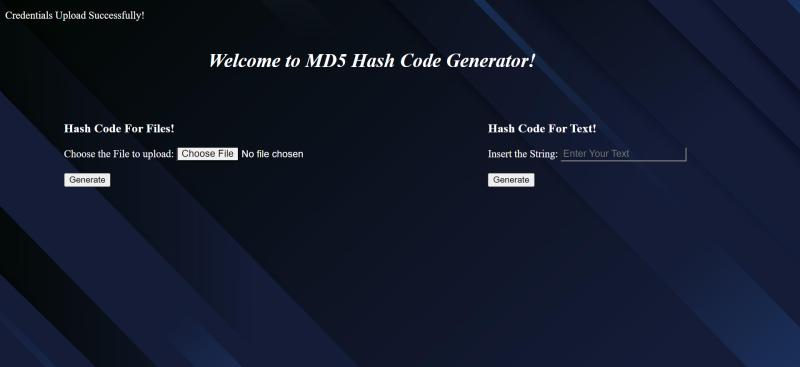 Credentials Upload Successfully!
Welcome to MD5 Hash Code Generator!
Hash Code For Files!
Choose the File to upload: Choose File No file chosen
Generate
Hash Code For Text!
Insert the String: Enter Your Text
Generate